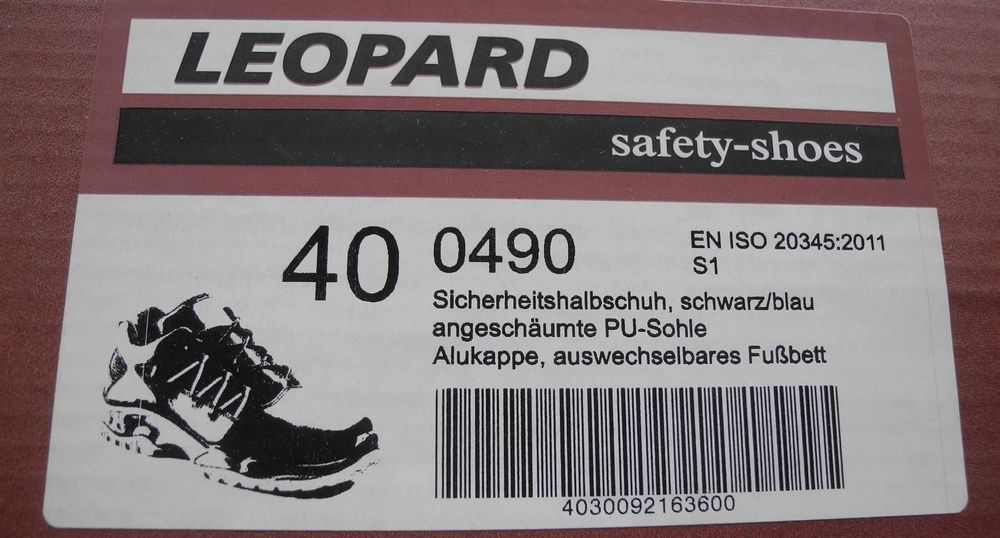 LEOPARD
safety-shoes
40
0490
EN ISO 20345:2011
S1
Sicherheitshalbschuh, schwarz/blau
angeschäumte PU-Sohle
Alukappe, auswechselbares Fußbett
4030092163600